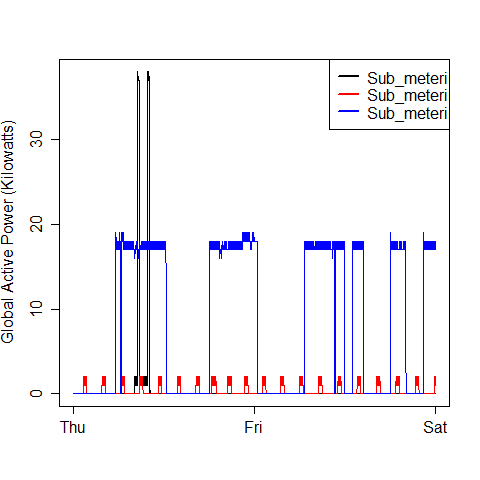 Sub_meteri
Sub_meteri
Sub_meteri
Global Active Power (Kilowatts)
30
20
10
0
Thu Fri Sat